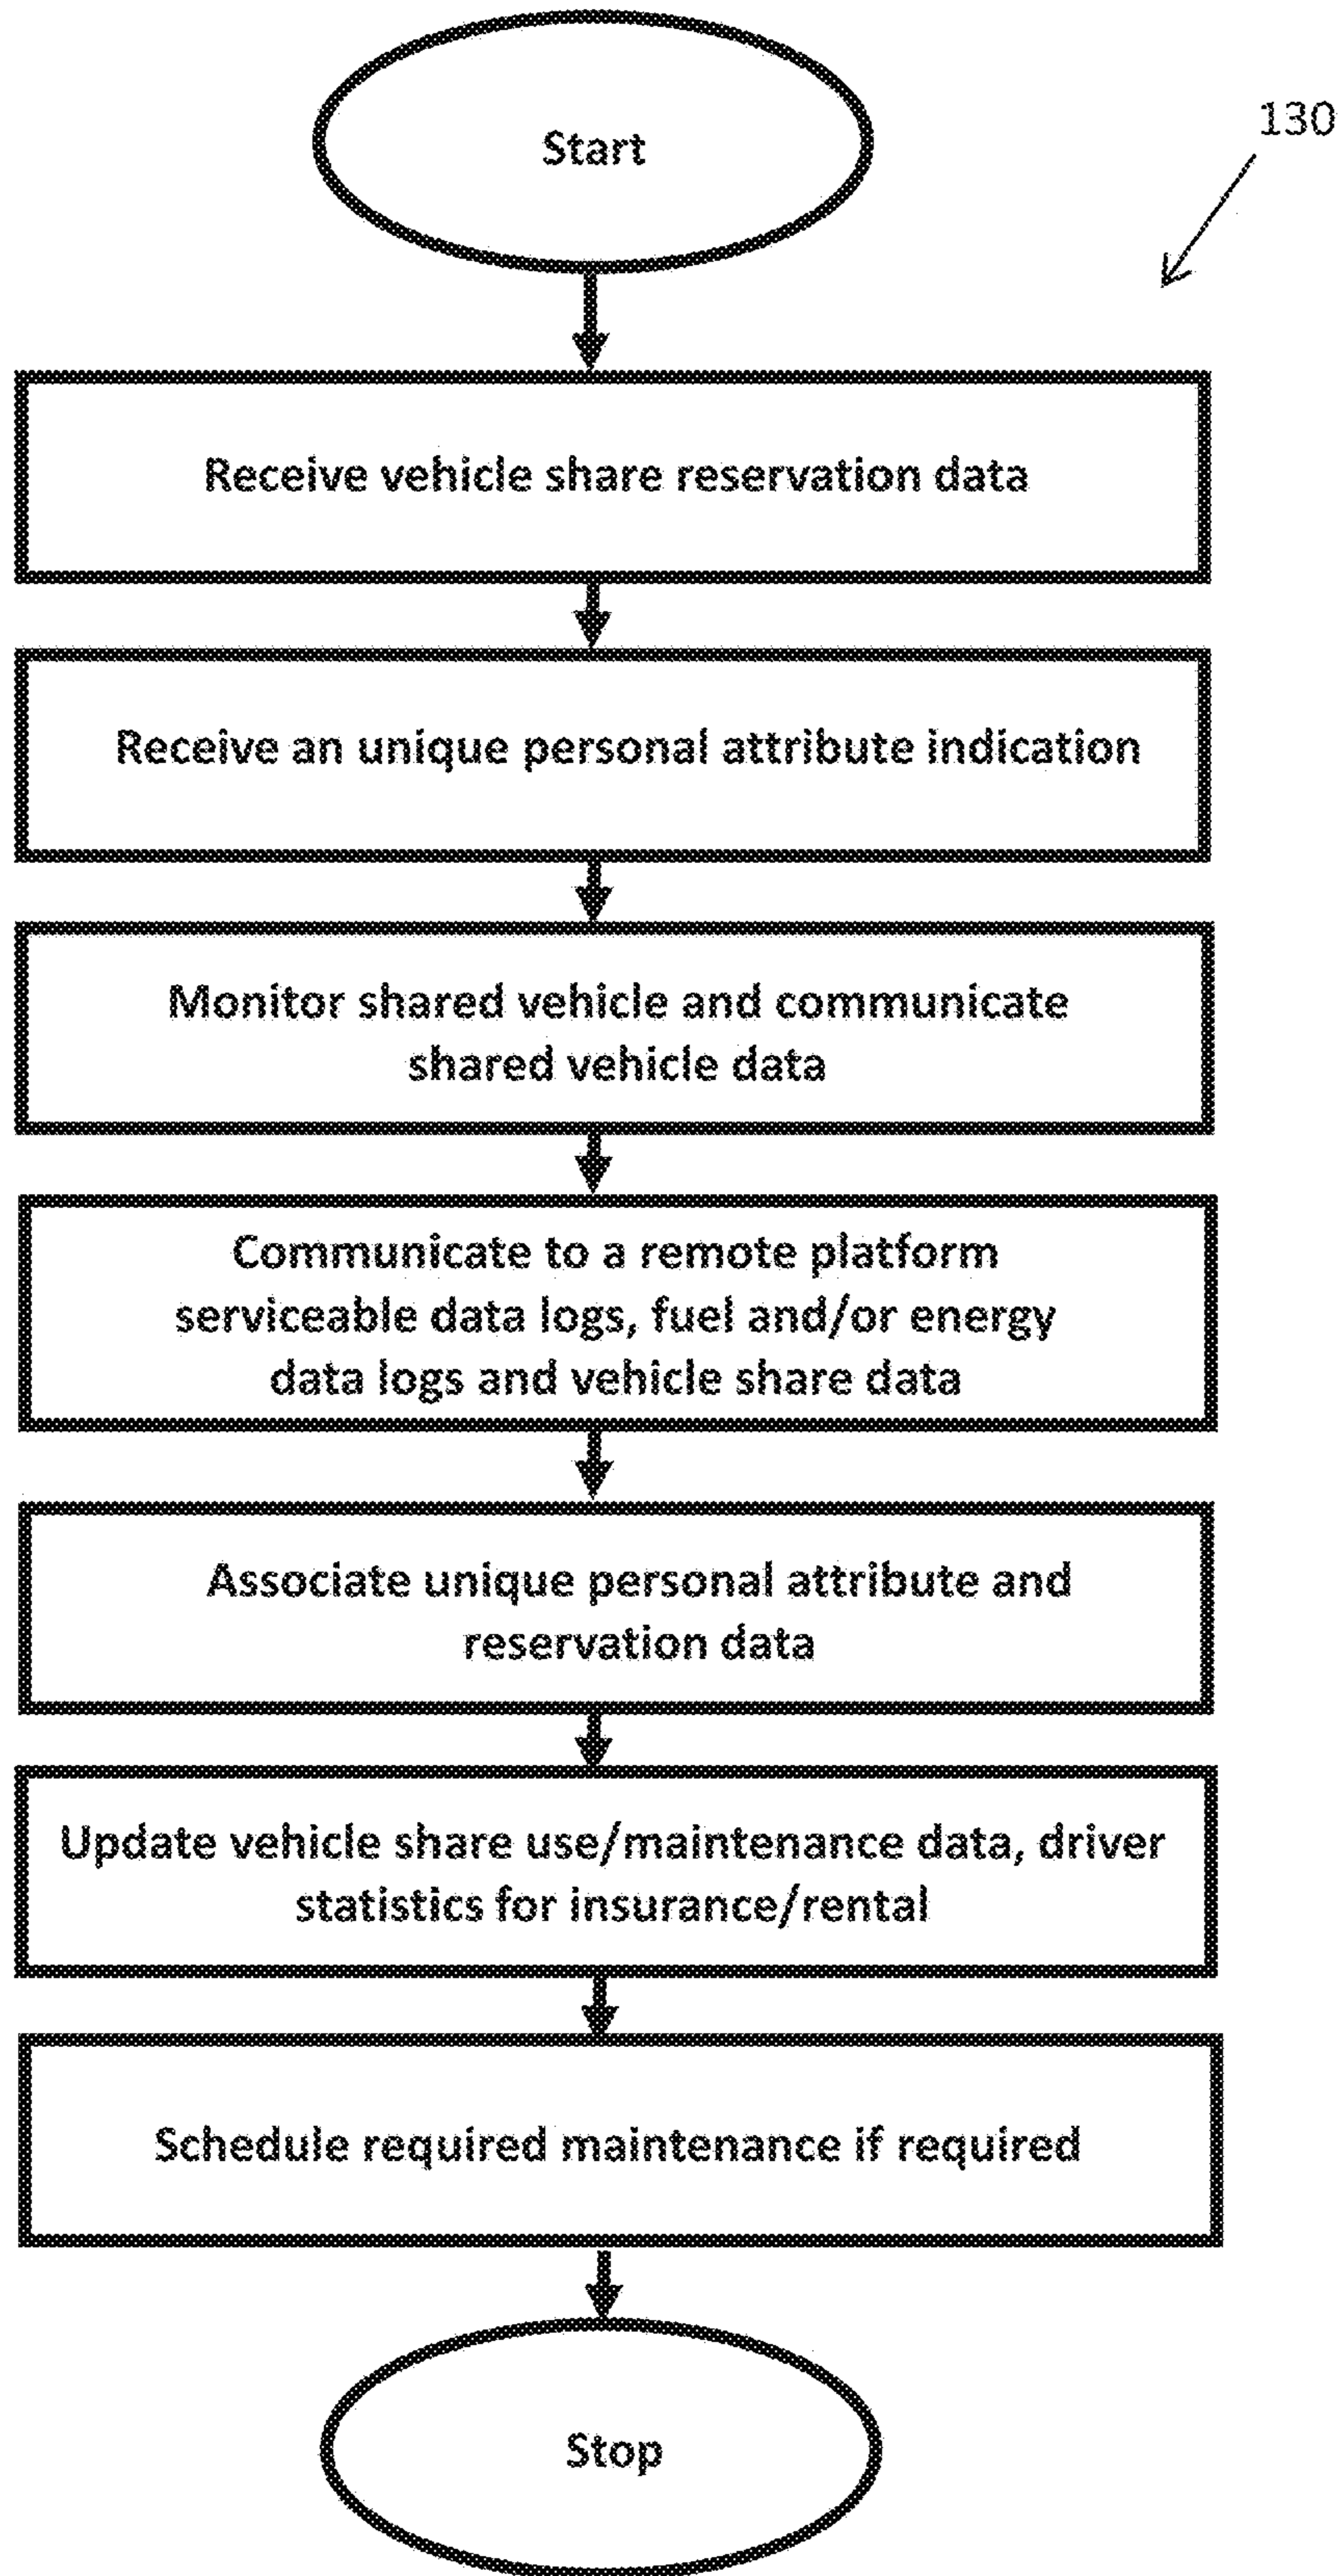 Start
130
Receive vehicle share reservation data
Receive an unique personal attribute indication
Monitor shared vehicle and communicate
shared vehicle data
Communicate to a remote platform
serviceable data logs, fuel and/or energy
data logs and vehicle share data
Associate unique personal attribute and
reservation data
Update vehicle share use/maintenance data, driver
statistics for insurance/rental
Schedule required maintenance if required
Stop